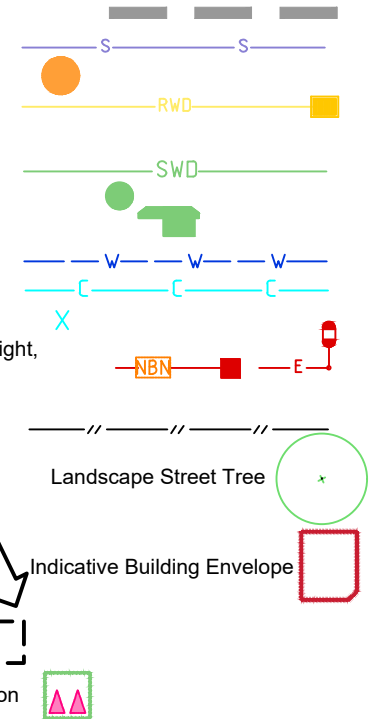 S S
RWD
SWD
W W W
C C C
X
ight,
NBN E
// // //
Landscape Street Tree
Indicative Building Envelope
on